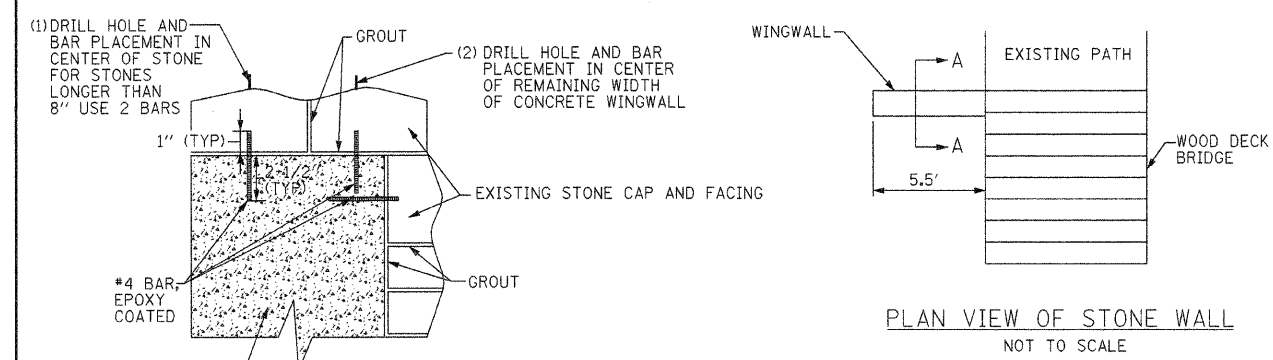 (1) DRILL HOLE AND
BAR PLACEMENT IN
CENTER OF STONE
FOR STONES
LONGER THAN
8" USE 2 BARS
GROUT
(2) DRILL HOLE AND BAR
PLACEMENT IN CENTER
OF REMAINING WIDTH
OF CONCRETE WINGWALL
1" (TYP)
2-1/2"
(TYP)
EXISTING STONE CAP AND FACING
#4 BAR,
EPOXY
COATED
GROUT
WINGWALL
A
EXISTING PATH
A
WOOD DECK
BRIDGE
5.5'
PLAN VIEW OF STONE WALL
NOT TO SCALE